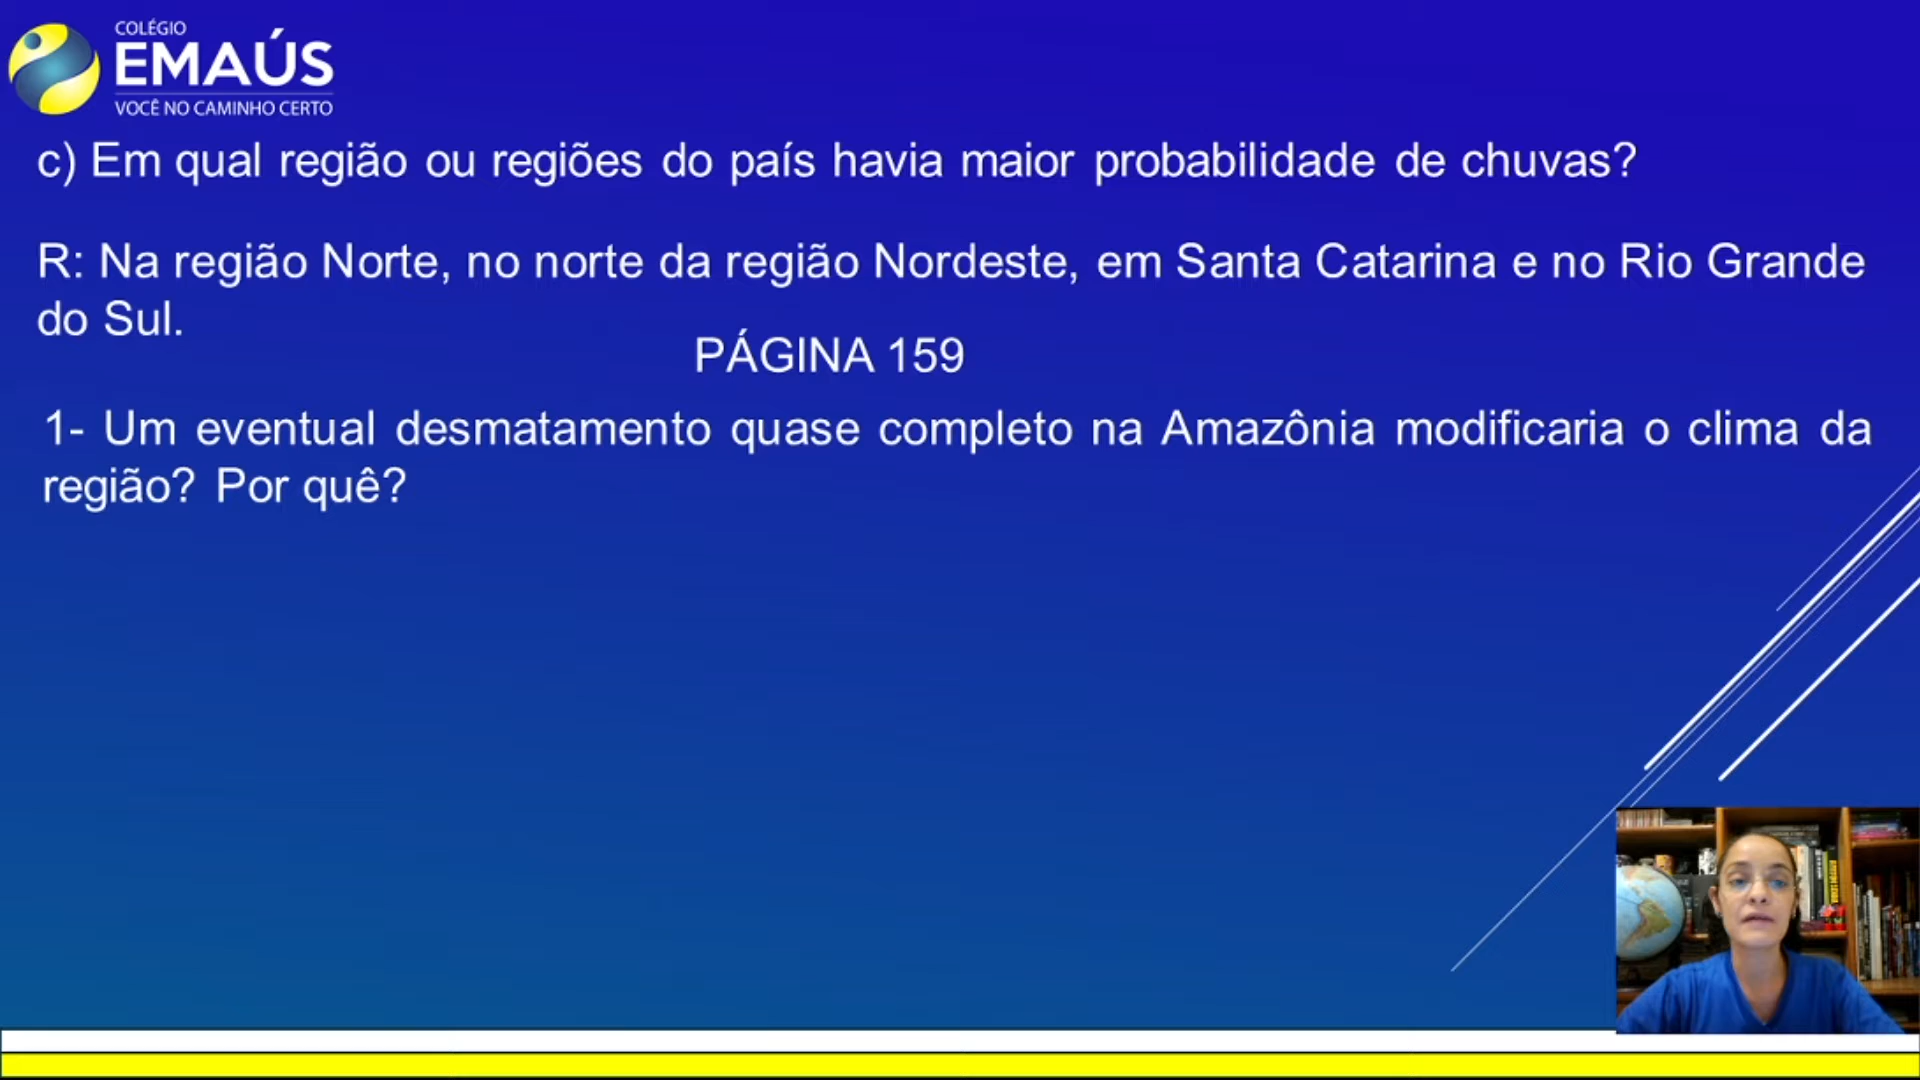 COLÉGIO
EMAÚS
VOCÊ NO CAMINHO CERTO
c) Em qual região ou regiões do país havia maior probabilidade de chuvas?
R: Na região Norte, no norte da região Nordeste, em Santa Catarina e no Rio Grande
do Sul.
PÁGINA 159
1- Um eventual desmatamento quase completo na Amazônia modificaria o clima da
região? Por quê?